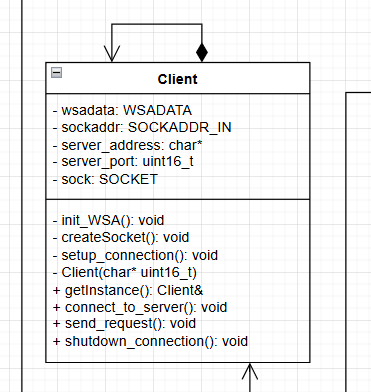 Client
- wsadata: WSADATA
- sockaddr: SOCKADDR_IN
- server_address: char*
- server_port: uint16_t
- sock: SOCKET
- init_WSA(): void
- createSocket(): void
- setup_connection(): void
- Client(char* uint16_t)
+ getInstance(): Client&
+ connect_to_server(): void
+ send_request(): void
+ shutdown_connection(): void